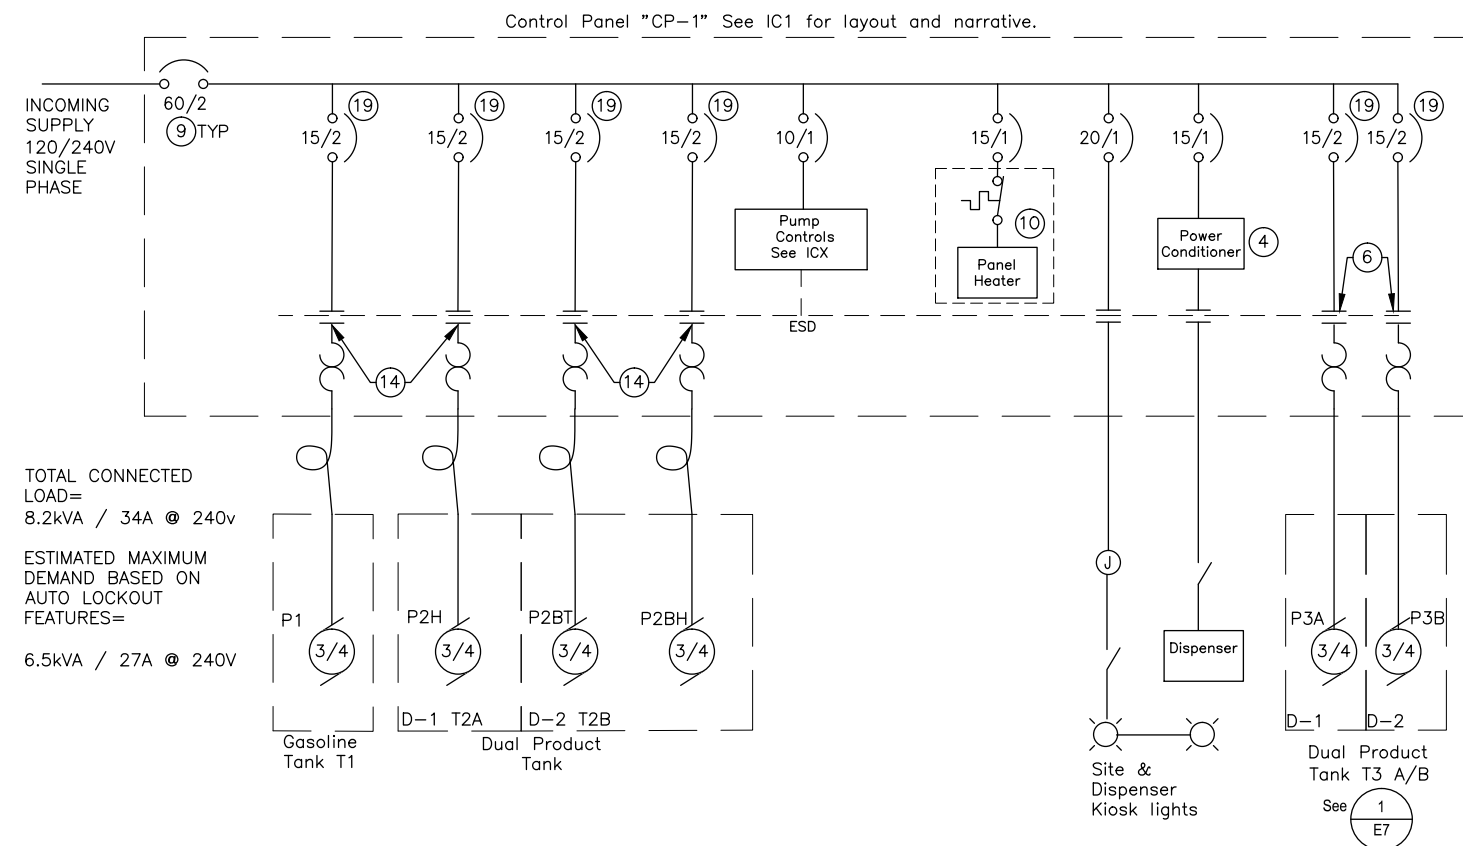 Control Panel "CP-1" See IC1 for layout and narrative.
INCOMING
SUPPLY
120/240V
SINGLE
PHASE
60/2
9 TYP
15/2
19
15/2
19
15/2
19
15/2
19
10/1
15/1
20/1
15/1
15/2
19
15/2
19
Pump
Controls
See ICX
10
Panel
Heater
Power
Conditioner
4
6
ESD
14
14
TOTAL CONNECTED
LOAD=
8.2kVA / 34A @ 240v
ESTIMATED MAXIMUM
DEMAND BASED ON
AUTO LOCKOUT
FEATURES=
6.5kVA / 27A @ 240V
J
P1
3/4
P2H
3/4
P2BT
3/4
P2BH
3/4
Dispenser
P3A
3/4
P3B
3/4
D-1 T2A
D-2 T2B
D-1
D-2
Gasoline
Tank T1
Dual Product
Tank
Site &
Dispenser
Kiosk lights
Dual Product
Tank T3 A/B
See 1
E7